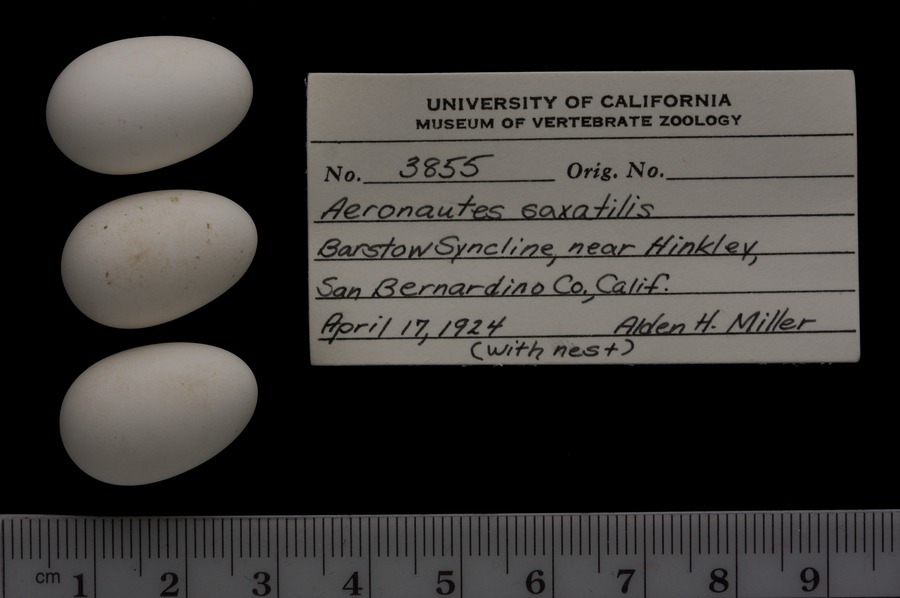 UNIVERSITY OF CALIFORNIA
MUSEUM OF VERTEBRATE ZOOLOGY
No. 3855 Orig. No.
Aeronautes saxatilis
Barstow Syncline, near Hinkley,
San Bernardino Co., Calif.
April 17, 1924 Alden H. Miller
(with nest)
cm 1 2 3 4 5 6 7 8 9